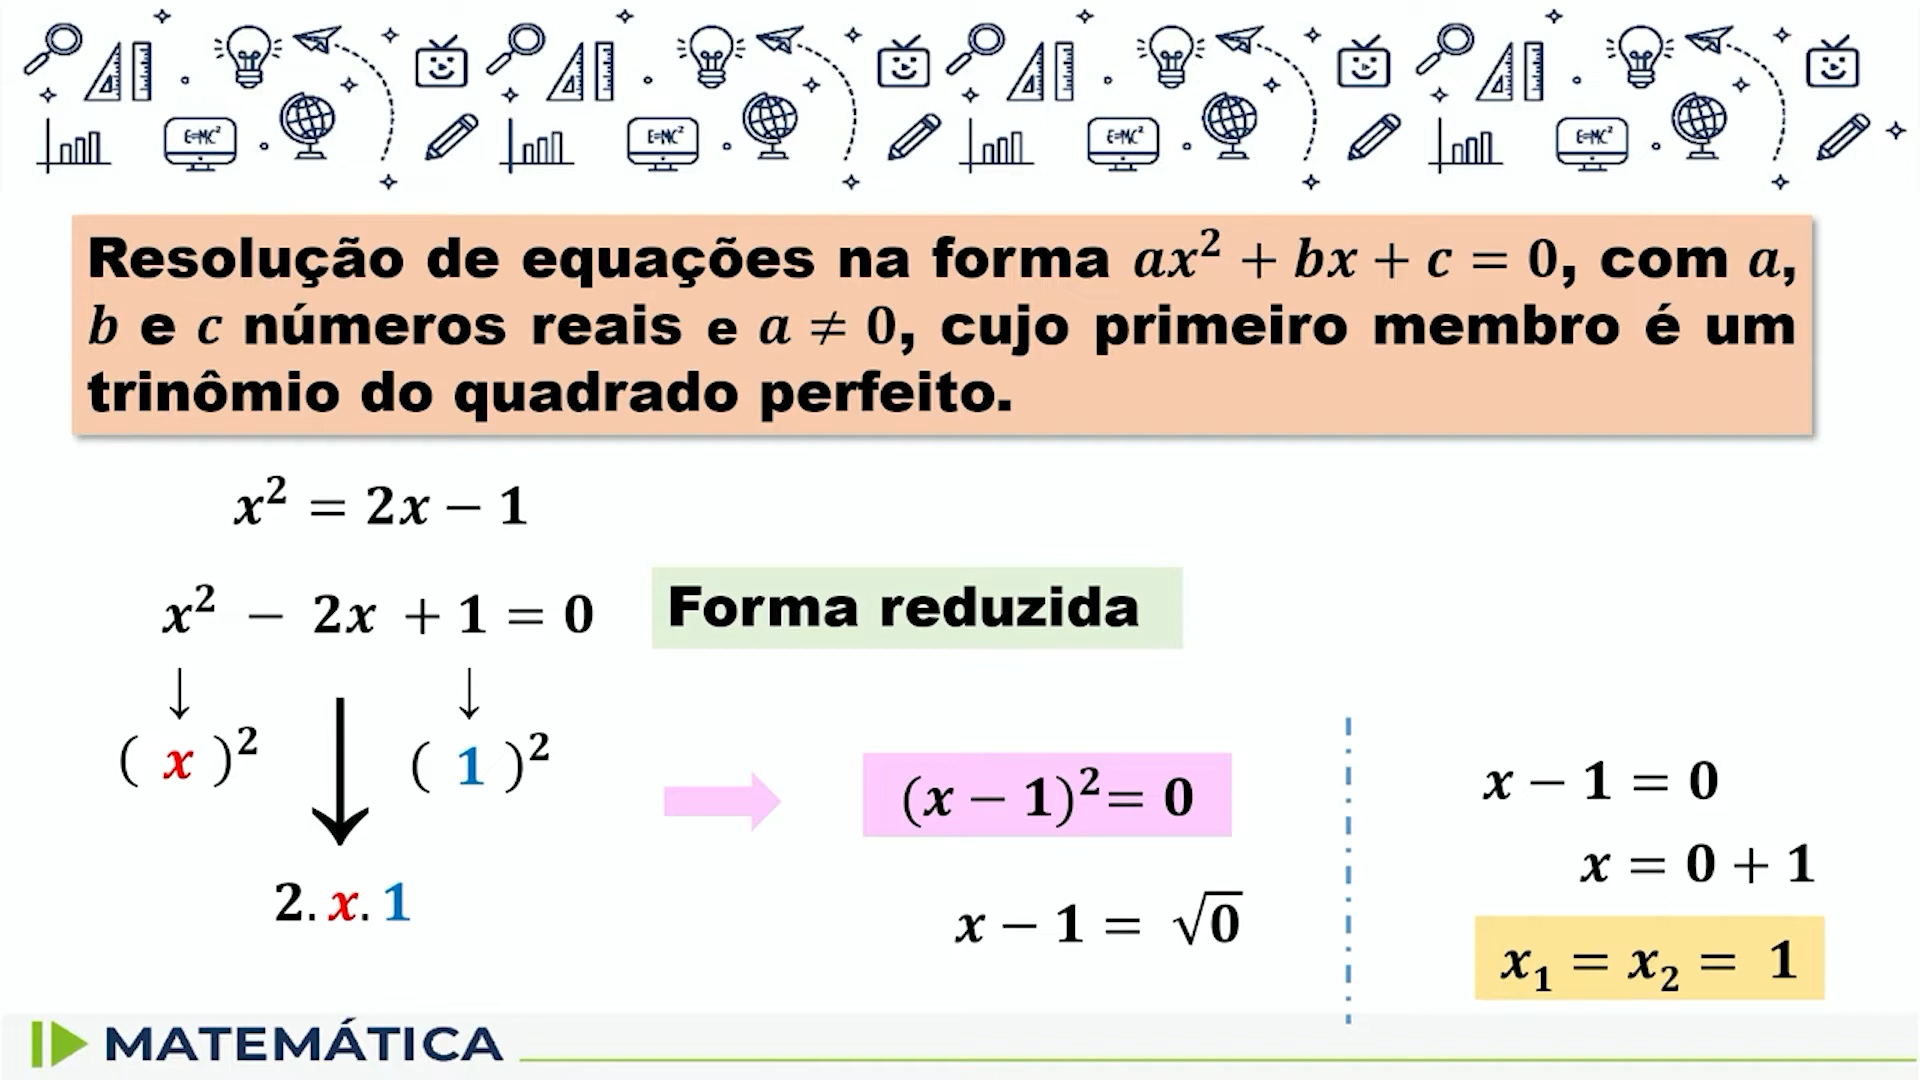 E=MC² E=MC² E=MC² E=MC²
Resolução de equações na forma ax² + bx + c = 0, com a,
b e c números reais e a ≠ 0, cujo primeiro membro é um
trinômio do quadrado perfeito.
x² = 2x − 1
x² − 2x + 1 = 0
Forma reduzida
↓ ↓
( x )² ( 1 )²
2. x. 1
(x − 1)² = 0
x − 1 = √0
x − 1 = 0
x = 0 + 1
x₁ = x₂ = 1
MATEMÁTICA